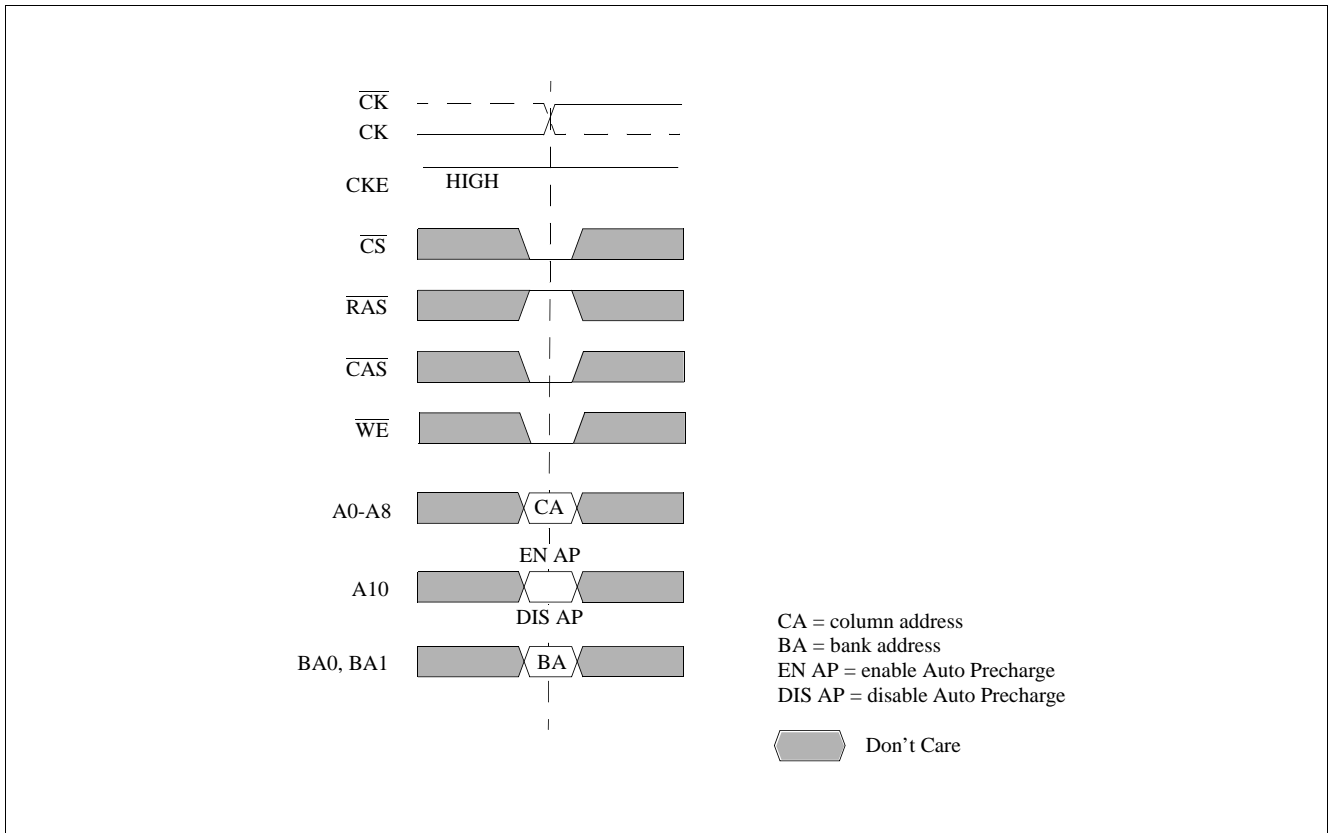 CK
CK
CKE HIGH
CS
RAS
CAS
WE
A0-A8 CA
EN AP
A10
DIS AP
BA0, BA1 BA
CA = column address
BA = bank address
EN AP = enable Auto Precharge
DIS AP = disable Auto Precharge
Don't Care